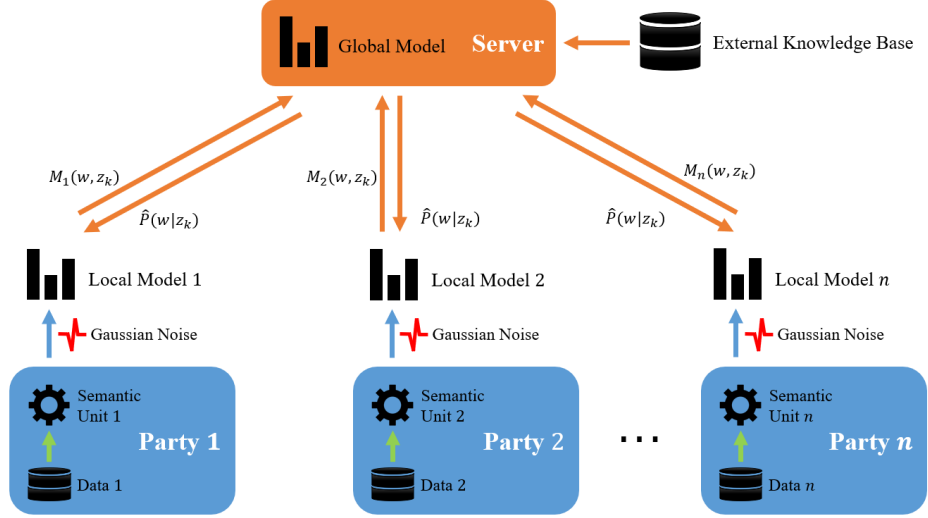 Global Model
Server
External Knowledge Base
M₁(w, zₖ)
P̂(w|zₖ)
M₂(w, zₖ)
P̂(w|zₖ)
Mₙ(w, zₖ)
P̂(w|zₖ)
Local Model 1
Local Model 2
Local Model n
Gaussian Noise
Gaussian Noise
Gaussian Noise
Semantic
Unit 1
Party 1
Data 1
Semantic
Unit 2
Party 2
Data 2
...
Semantic
Unit n
Party n
Data n